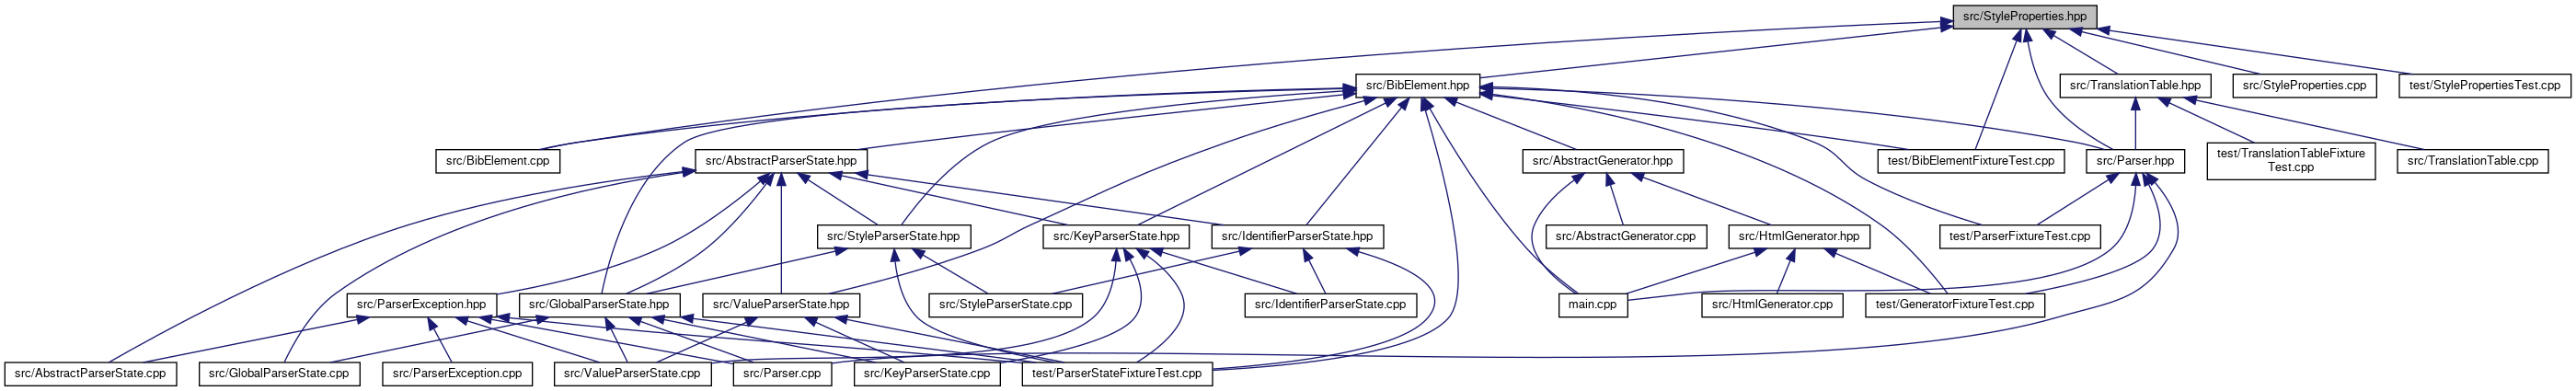 src/StyleProperties.hpp
src/BibElement.hpp
src/TranslationTable.hpp
src/StyleProperties.cpp
test/StylePropertiesTest.cpp
src/BibElement.cpp
src/AbstractParserState.hpp
src/AbstractGenerator.hpp
test/BibElementFixtureTest.cpp
src/Parser.hpp
test/TranslationTableFixture
Test.cpp
src/TranslationTable.cpp
src/StyleParserState.hpp
src/KeyParserState.hpp
src/IdentifierParserState.hpp
src/AbstractGenerator.cpp
src/HtmlGenerator.hpp
test/ParserFixtureTest.cpp
src/ParserException.hpp
src/GlobalParserState.hpp
src/ValueParserState.hpp
src/StyleParserState.cpp
src/IdentifierParserState.cpp
main.cpp
src/HtmlGenerator.cpp
test/GeneratorFixtureTest.cpp
src/AbstractParserState.cpp
src/GlobalParserState.cpp
src/ParserException.cpp
src/ValueParserState.cpp
src/Parser.cpp
src/KeyParserState.cpp
test/ParserStateFixtureTest.cpp